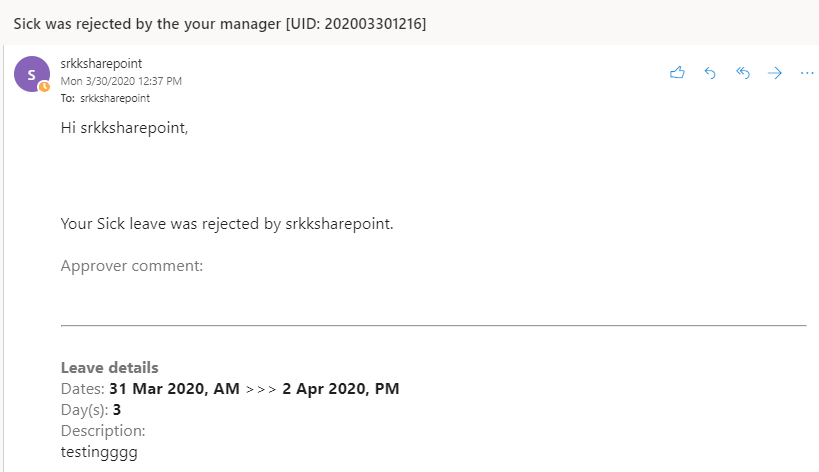 Sick was rejected by the your manager [UID: 202003301216]
S
srkksharepoint
Mon 3/30/2020 12:37 PM
To: srkksharepoint
Hi srkksharepoint,
Your Sick leave was rejected by srkksharepoint.
Approver comment:
Leave details
Dates: 31 Mar 2020, AM >>> 2 Apr 2020, PM
Day(s): 3
Description:
testingggg